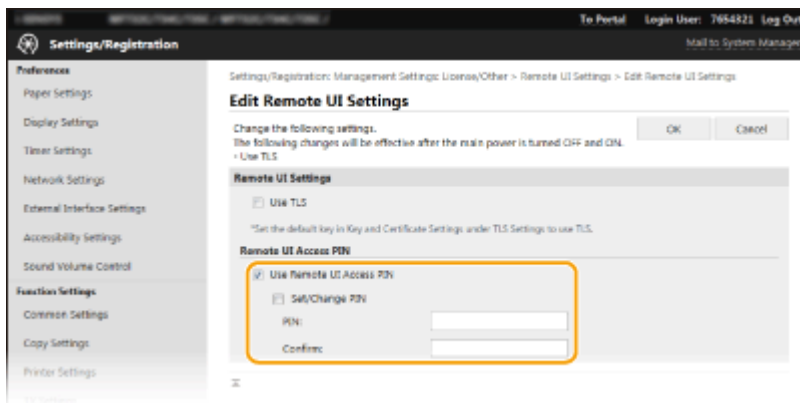 To Portal Login User: 7654321 Log Out
Settings/Registration
Mail to System Manager
Preferences
Paper Settings
Display Settings
Timer Settings
Network Settings
External Interface Settings
Accessibility Settings
Sound Volume Control
Function Settings
Common Settings
Copy Settings
Printer Settings
Settings/Registration: Management Settings: License/Other > Remote UI Settings > Edit Remote UI Settings
Edit Remote UI Settings
Change the following settings.
The following changes will be effective after the main power is turned OFF and ON.
• Use TLS
OK
Cancel
Remote UI Settings
Use TLS
*Set the default key in Key and Certificate Settings under TLS Settings to use TLS.
Remote UI Access PIN
Use Remote UI Access PIN
Set/Change PIN
PIN:
Confirm: